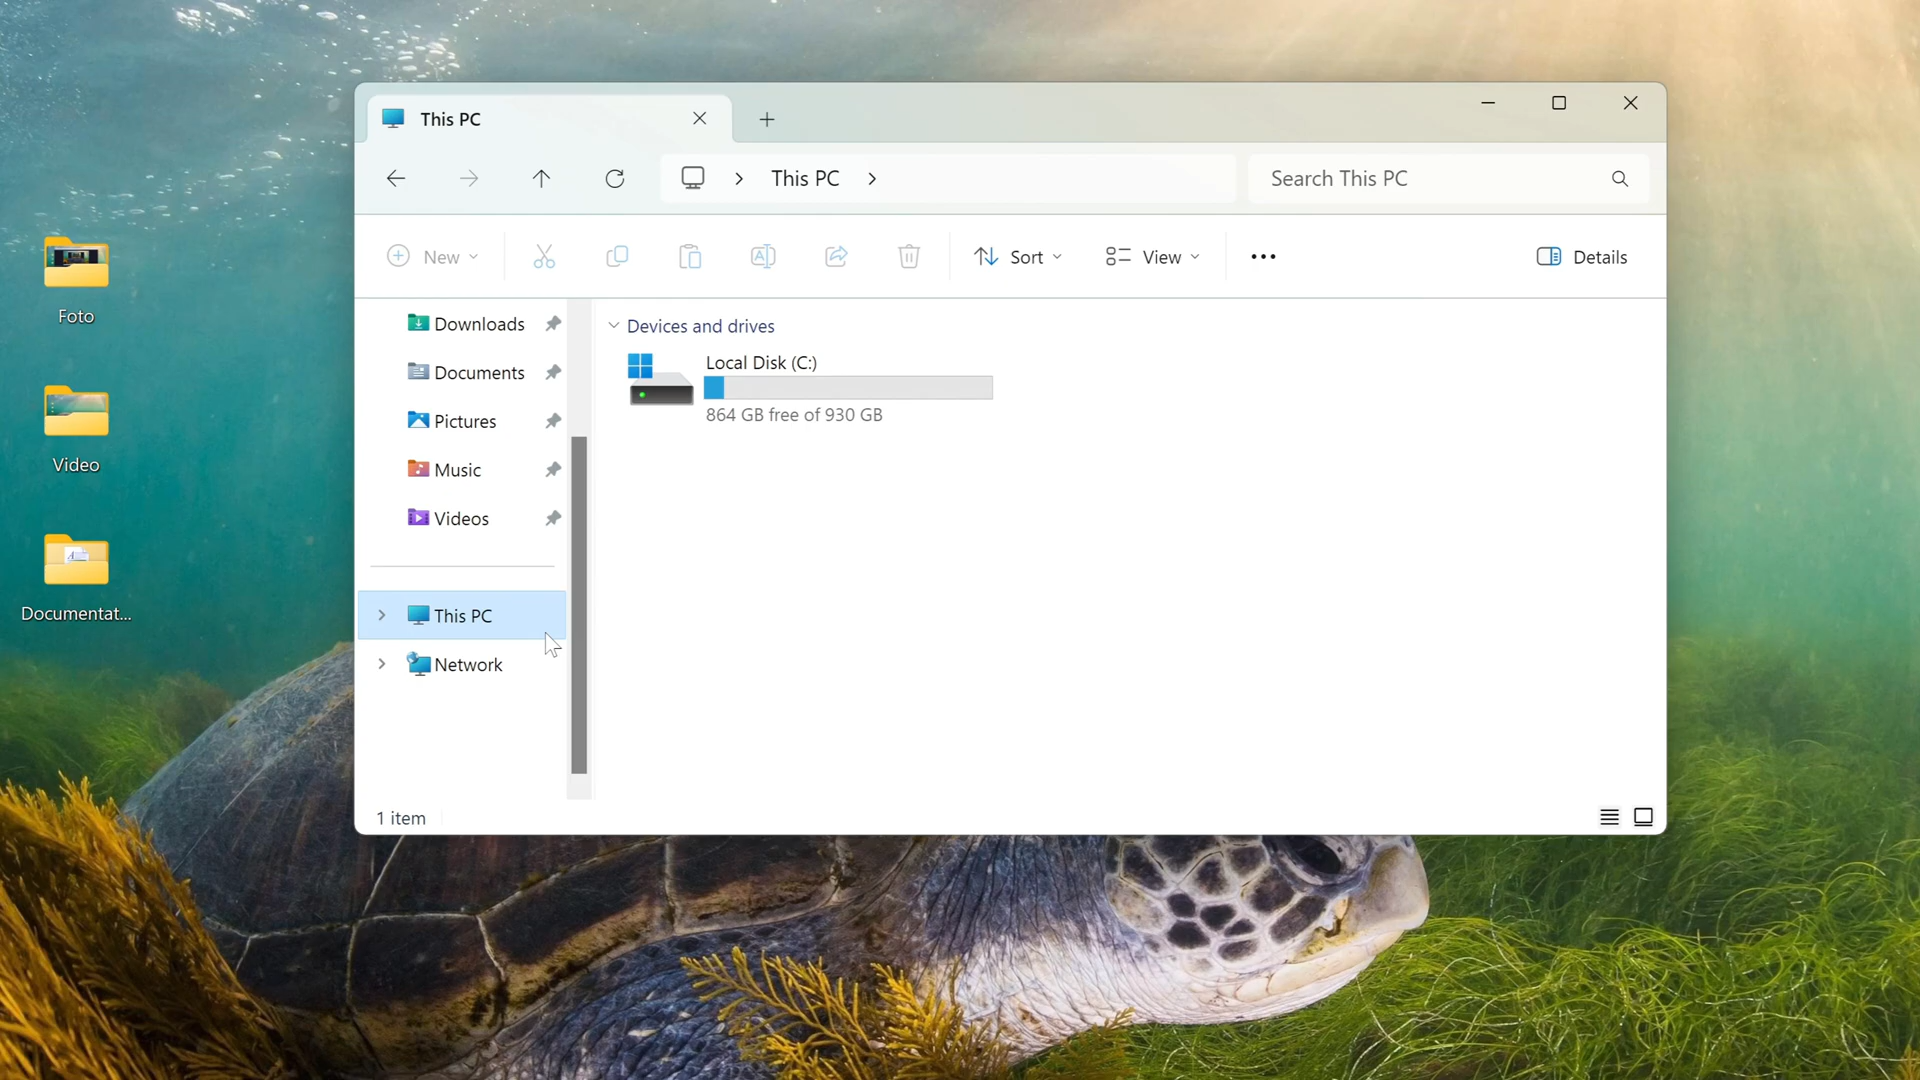 This PC
This PC
Search This PC
New
Sort
View
Details
Foto
Video
Documentat...
Downloads
Documents
Pictures
Music
Videos
This PC
Network
Devices and drives
Local Disk (C:)
864 GB free of 930 GB
1 item